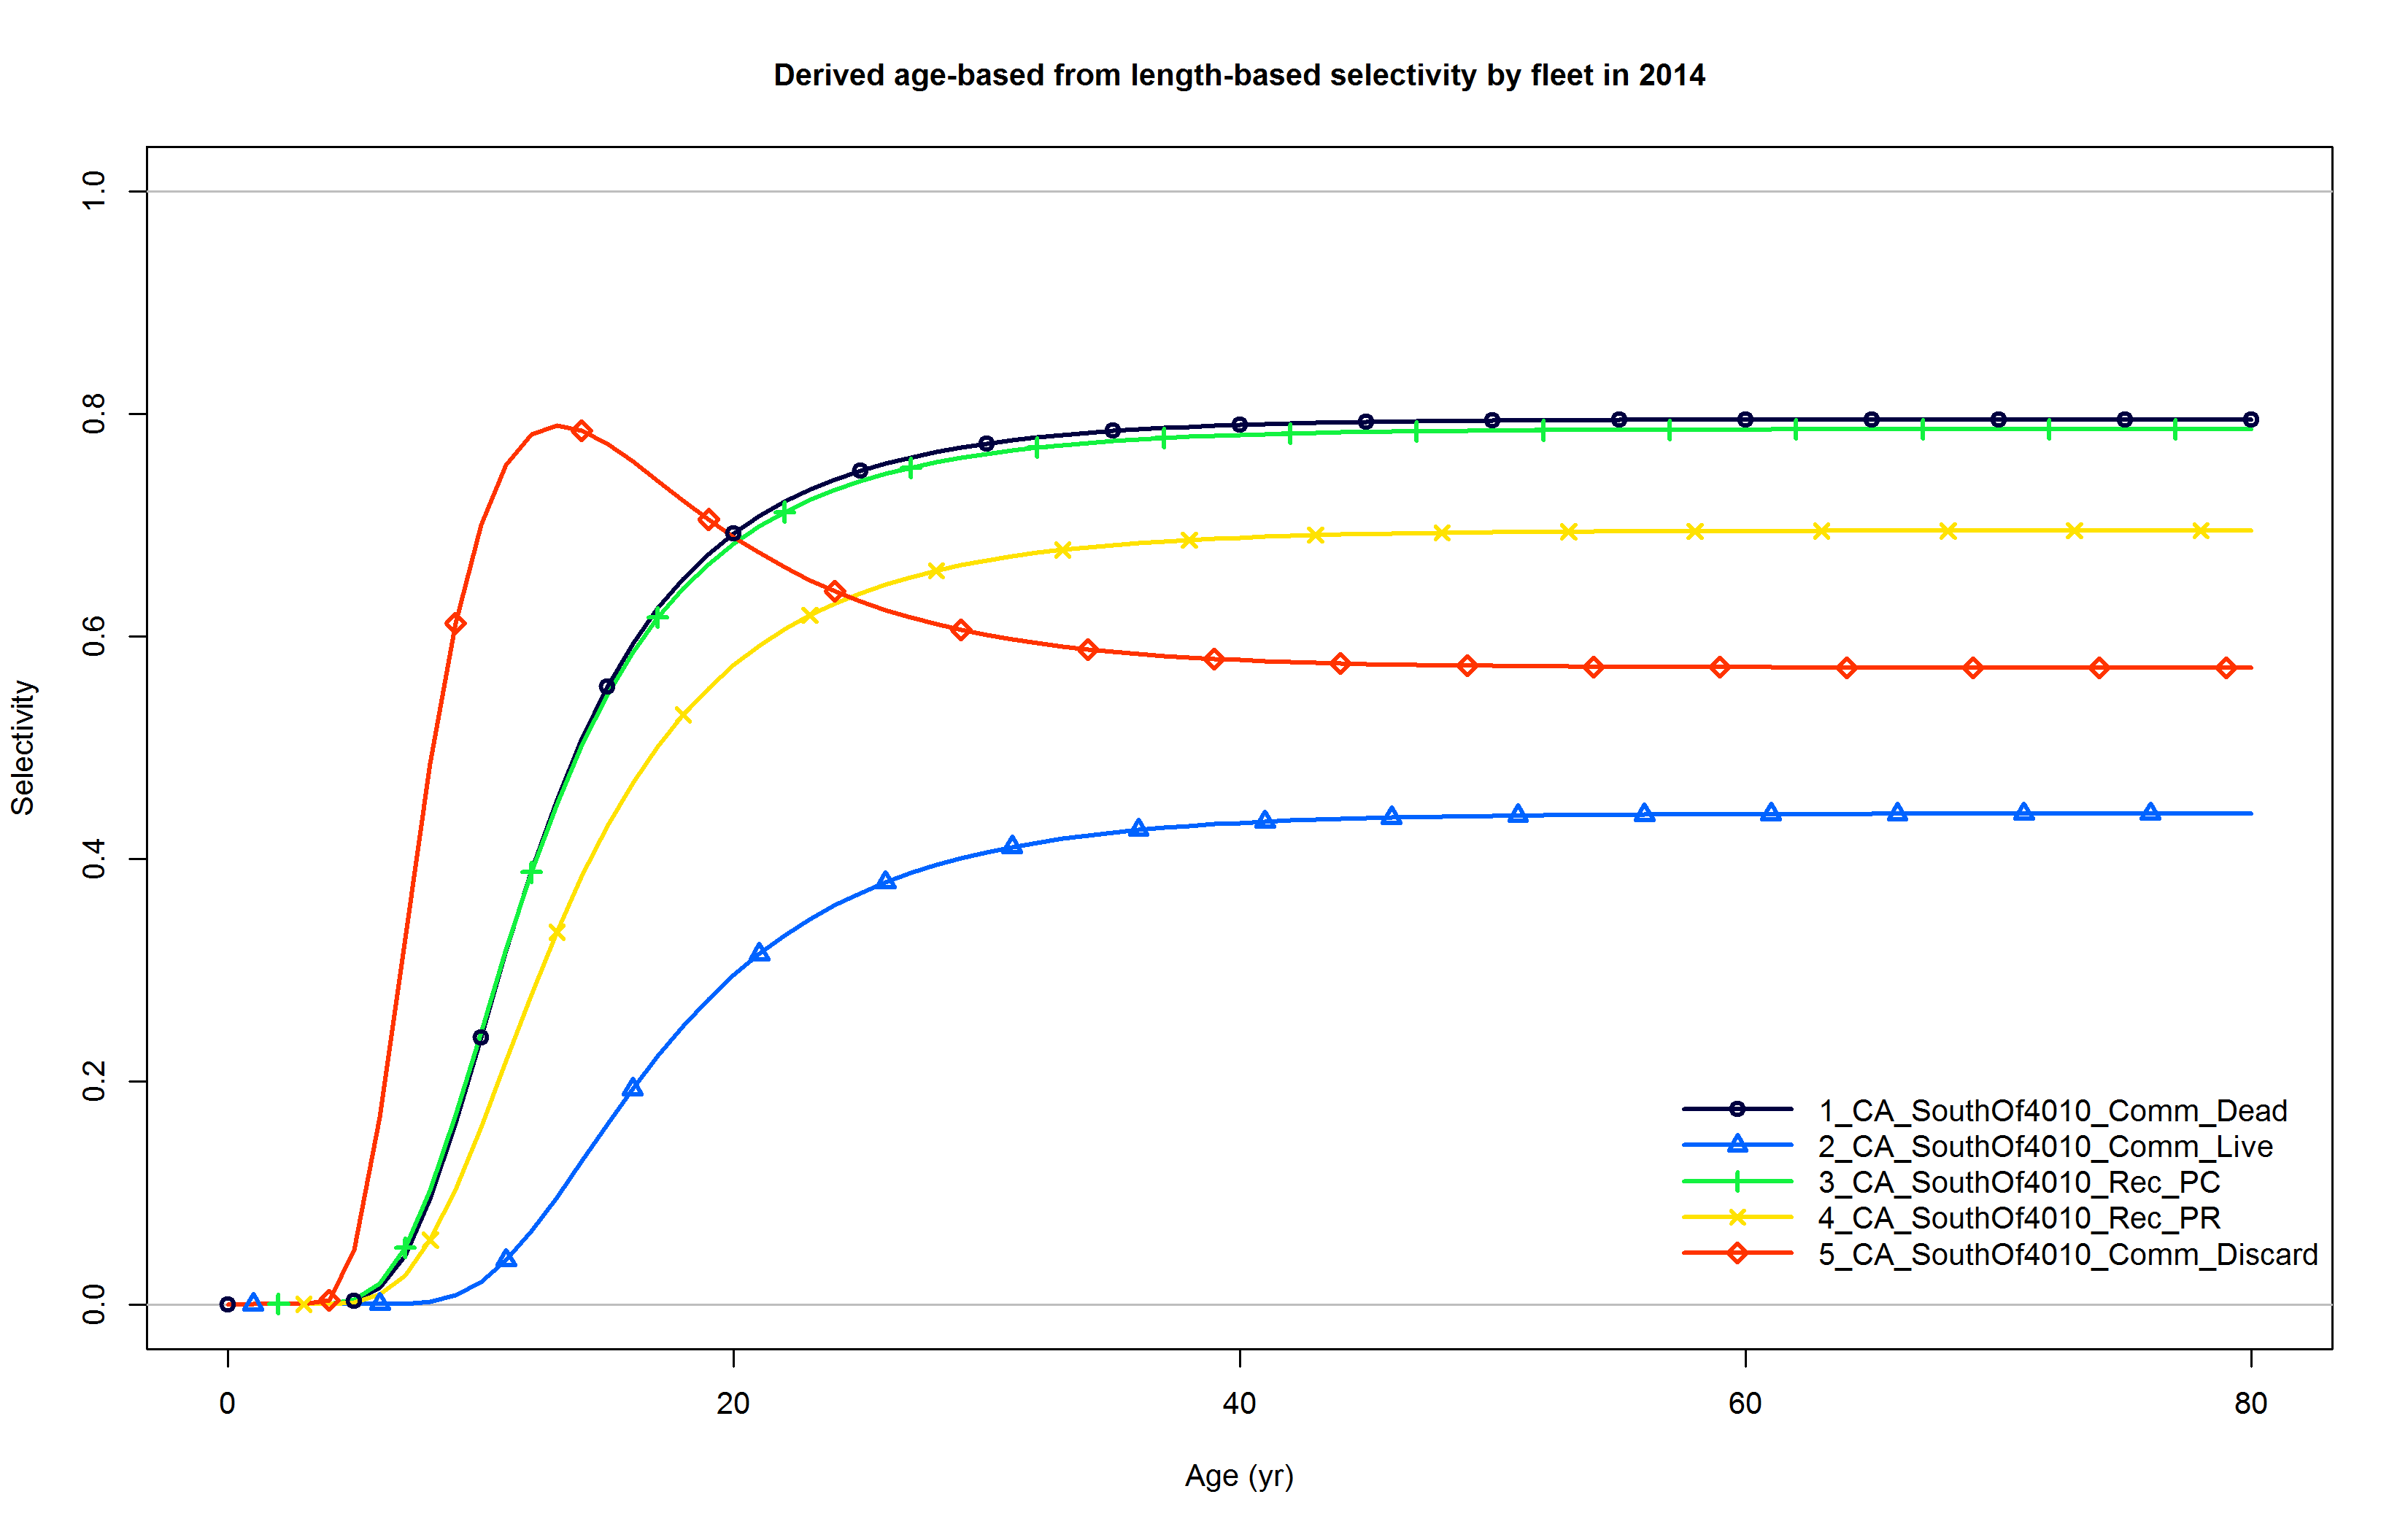 Derived age-based from length-based selectivity by fleet in 2014
Selectivity
1.0
0.8
0.6
0.4
0.2
0.0
1_CA_SouthOf4010_Comm_Dead
2_CA_SouthOf4010_Comm_Live
3_CA_SouthOf4010_Rec_PC
4_CA_SouthOf4010_Rec_PR
5_CA_SouthOf4010_Comm_Discard
0 20 40 60 80
Age (yr)